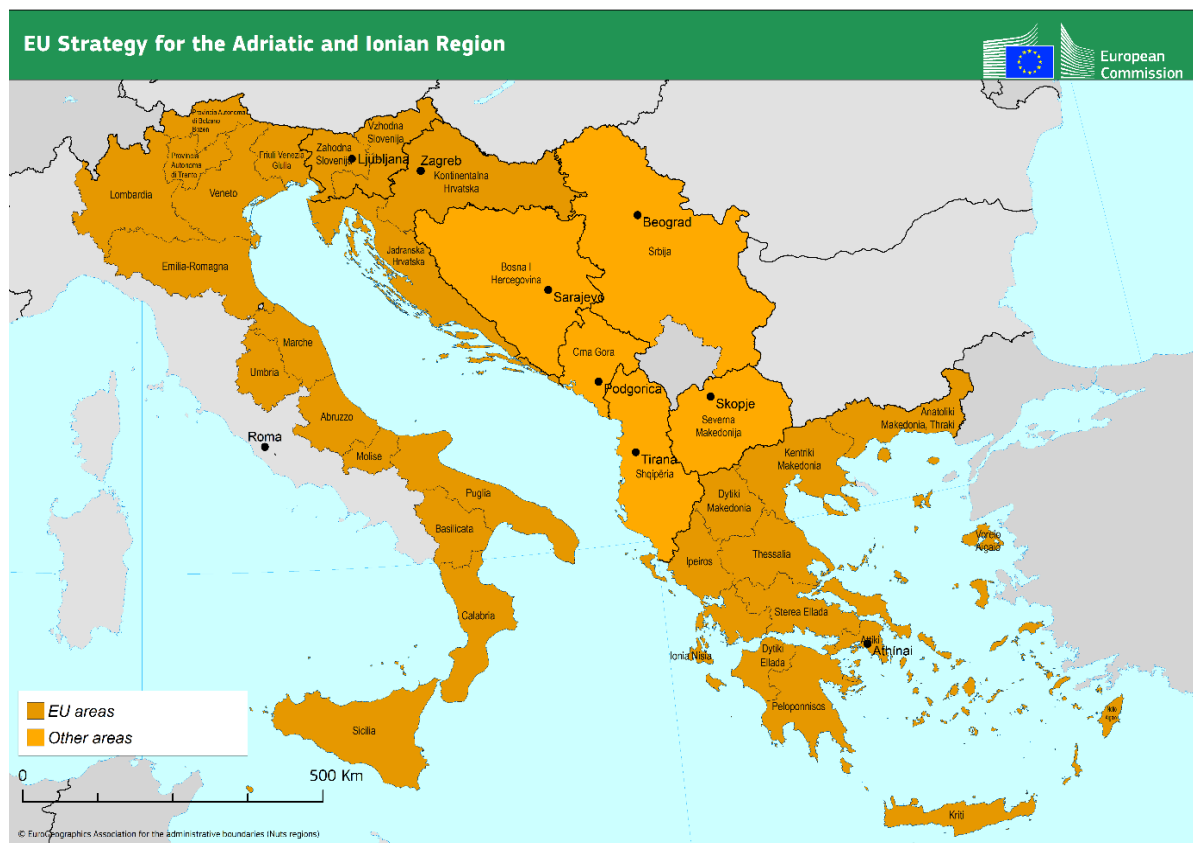 EU Strategy for the Adriatic and Ionian Region
European
Commission
Provincia Autonoma
di Bolzano
Bozen
Provincia
Autonoma
di Trento
Friuli Venezia
Giulia
Zahodna
Slovenija
Vzhodna
Slovenija
Ljubljana
Zagreb
Kontinentalna
Hrvatska
Lombardia
Veneto
Beograd
Srbija
Emilia-Romagna
Jadranska
Hrvatska
Bosna I
Hercegovina
Sarajevo
Marche
Umbria
Crna Gora
Podgorica
Skopje
Severna
Makedonija
Abruzzo
Molise
Roma
Tirana
Shqipëria
Anatoliki
Makedonia, Thraki
Kentriki
Makedonia
Puglia
Basilicata
Dytiki
Makedonia
Voreio
Aigaio
Ipeiros
Thessalia
Calabria
Sterea Ellada
Attiki
Athínai
Ionia Nisia
Dytiki
Ellada
Peloponnisos
Sicilia
Kriti
EU areas
Other areas
0 500 Km
© EuroGeographics Association for the administrative boundaries (Nuts regions)